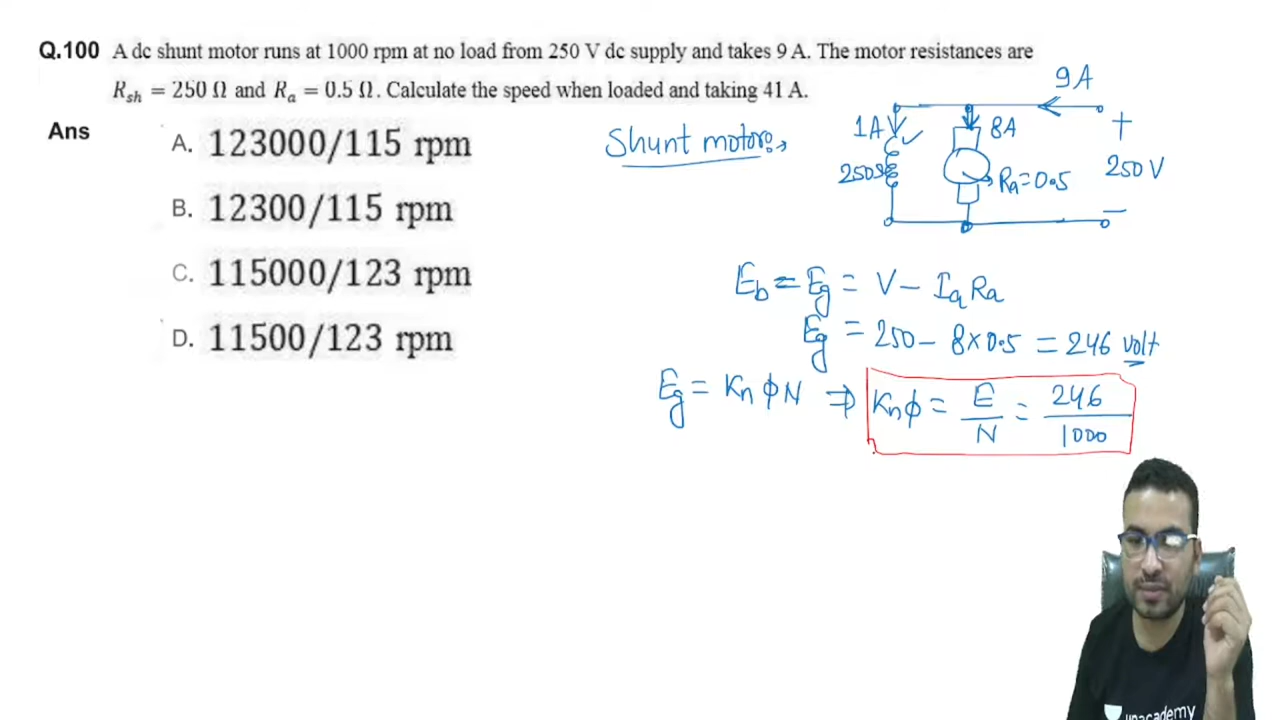 Q.100 A dc shunt motor runs at 1000 rpm at no load from 250 V dc supply and takes 9 A. The motor resistances are
Rsh = 250 Ω and Ra = 0.5 Ω. Calculate the speed when loaded and taking 41 A.
Ans
A. 123000/115 rpm
B. 12300/115 rpm
C. 115000/123 rpm
D. 11500/123 rpm
Shunt motor:→
9A
1A
8A
+
250Ω
Ra=0.5
250V
−
Eb = Eg = V − IaRa
Eg = 250 − 8×0.5 = 246 volt
Eg = Kn φ N ⇒ Knφ = E/N = 246/1000
unacademy